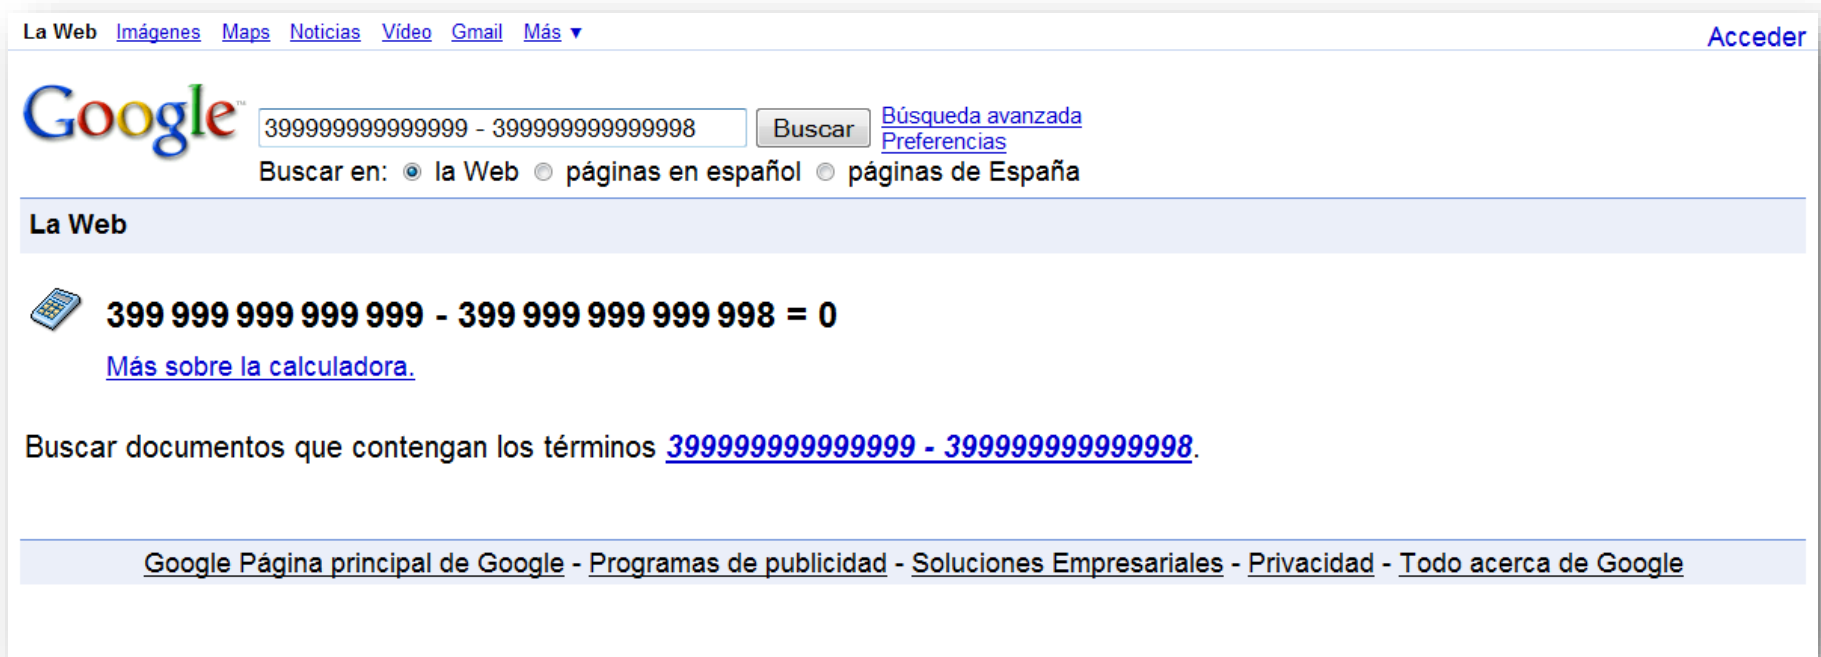 La Web Imágenes Maps Noticias Vídeo Gmail Más ▼ Acceder
Google™ 399999999999999 - 399999999999998 Buscar Búsqueda avanzada
Preferencias
Buscar en: la Web páginas en español páginas de España
La Web
399 999 999 999 999 - 399 999 999 999 998 = 0
Más sobre la calculadora.
Buscar documentos que contengan los términos 399999999999999 - 399999999999998.
Google Página principal de Google - Programas de publicidad - Soluciones Empresariales - Privacidad - Todo acerca de Google